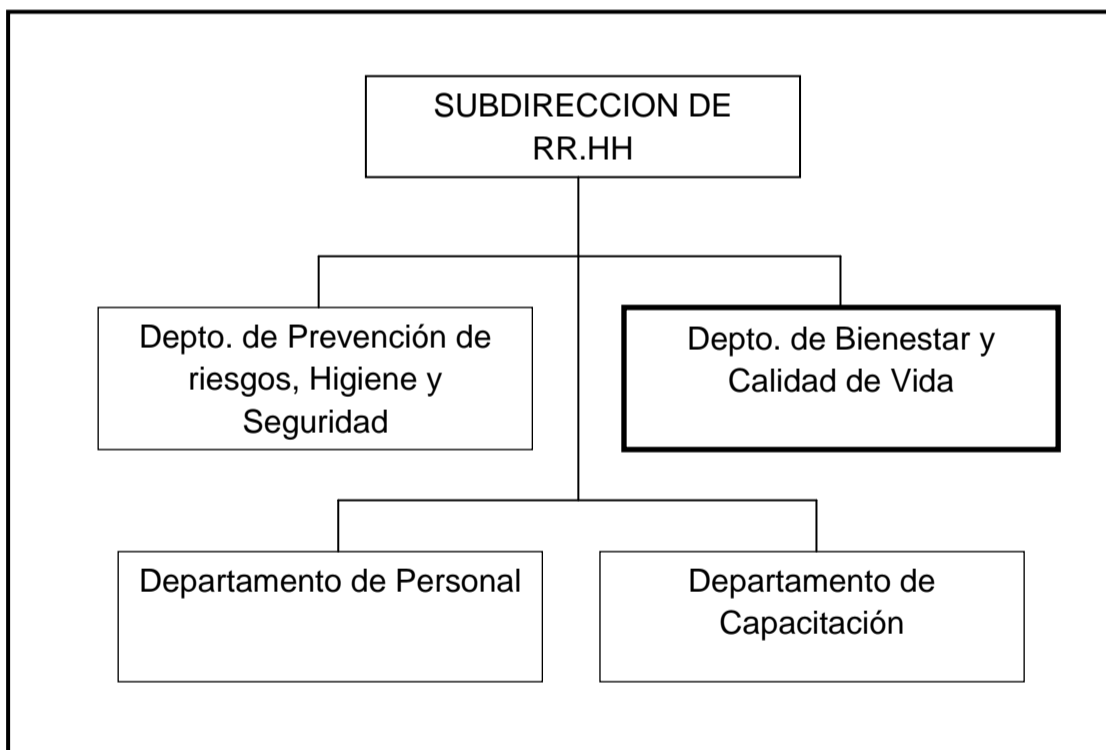 SUBDIRECCION DE
RR.HH
Depto. de Prevención de
riesgos, Higiene y
Seguridad
Depto. de Bienestar y
Calidad de Vida
Departamento de Personal
Departamento de
Capacitación